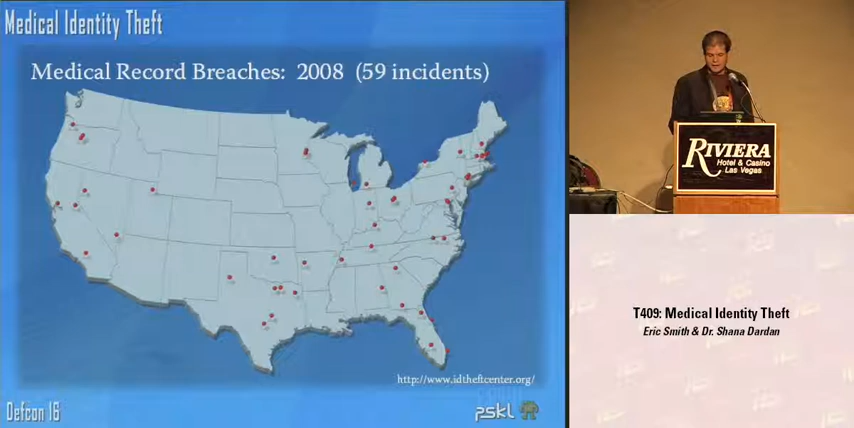 Medical Identity Theft
Medical Record Breaches: 2008 (59 incidents)
http://www.idtheftcenter.org/
Defcon 16
pskl
RIVIERA
Hotel & Casino
Las Vegas
T409: Medical Identity Theft
Eric Smith & Dr. Shana Dardan